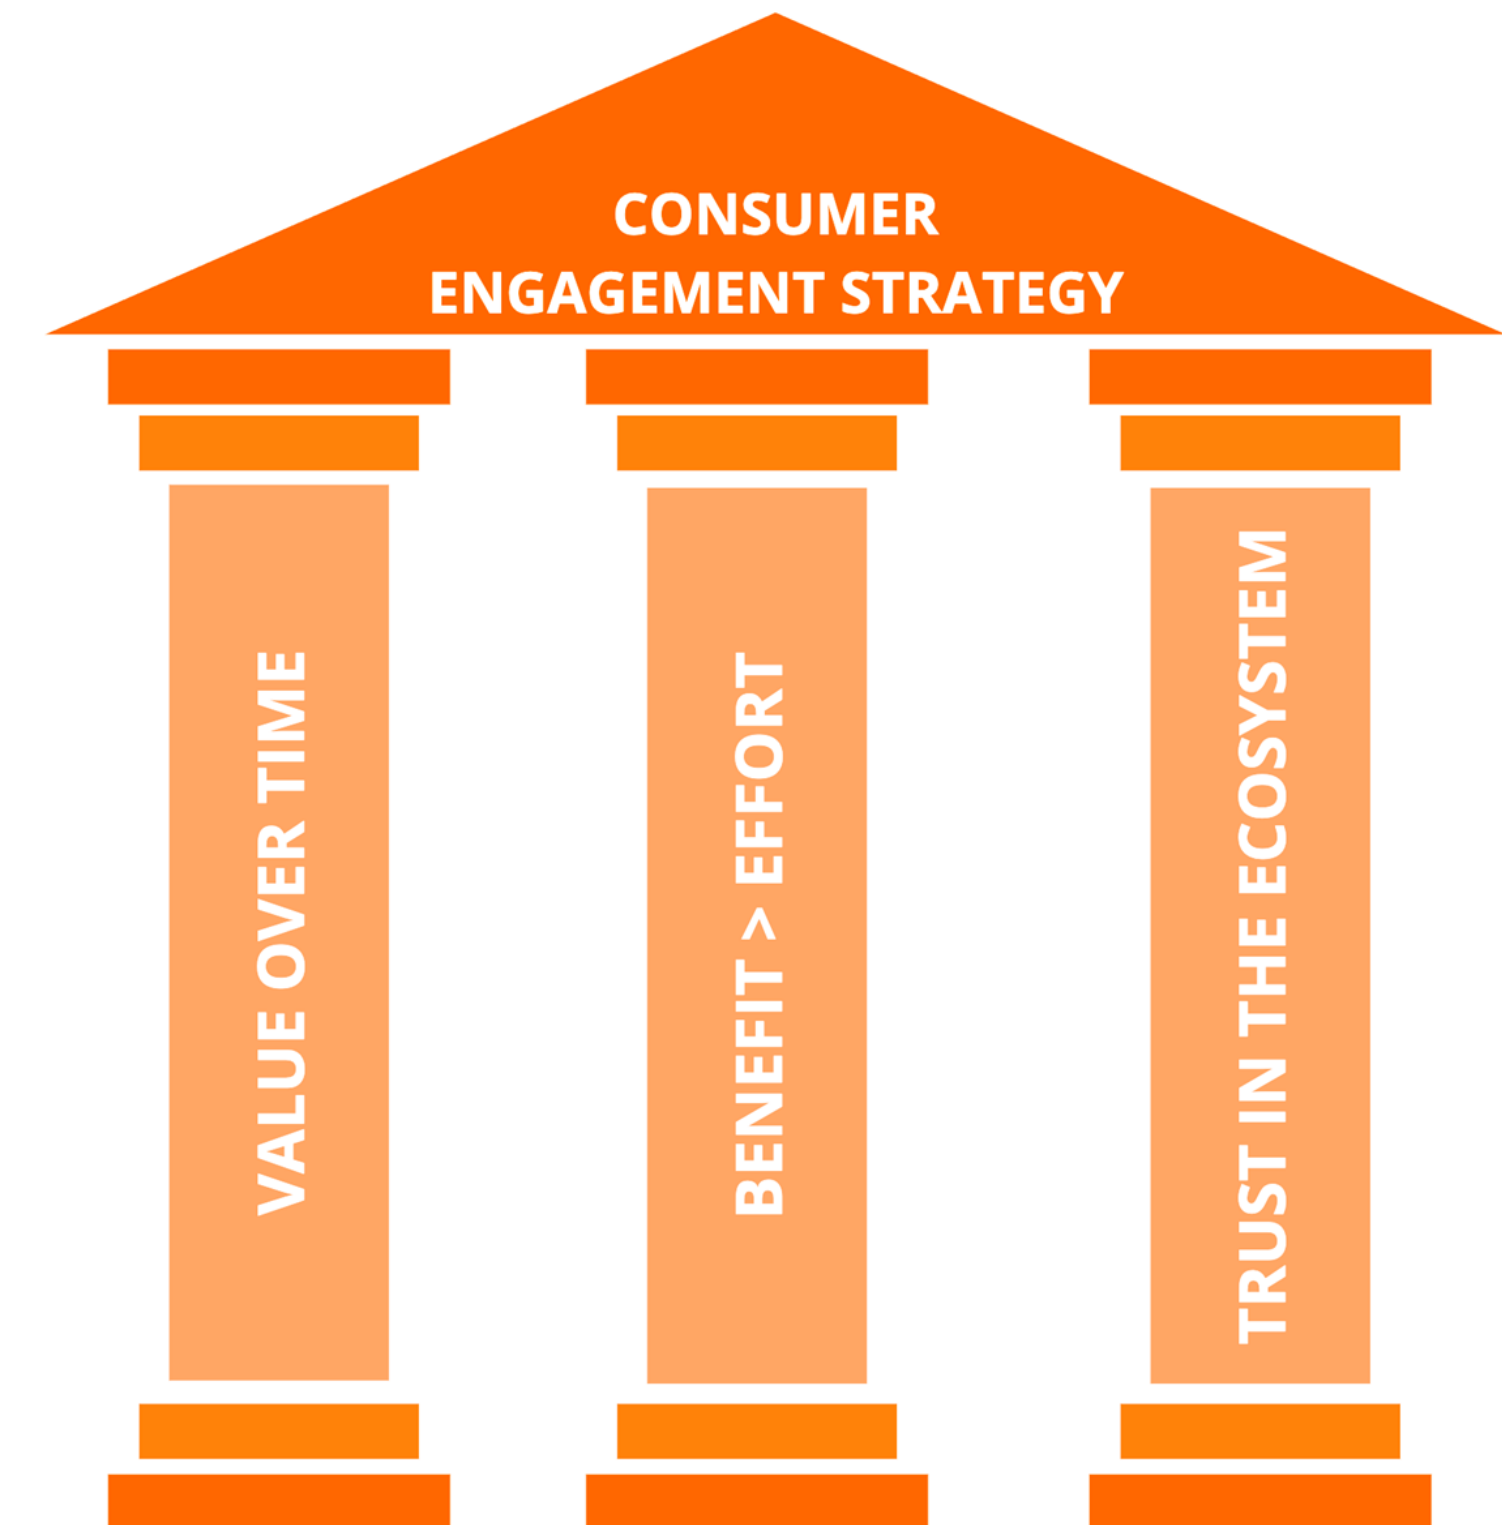 CONSUMER
ENGAGEMENT STRATEGY
VALUE OVER TIME
BENEFIT > EFFORT
TRUST IN THE ECOSYSTEM